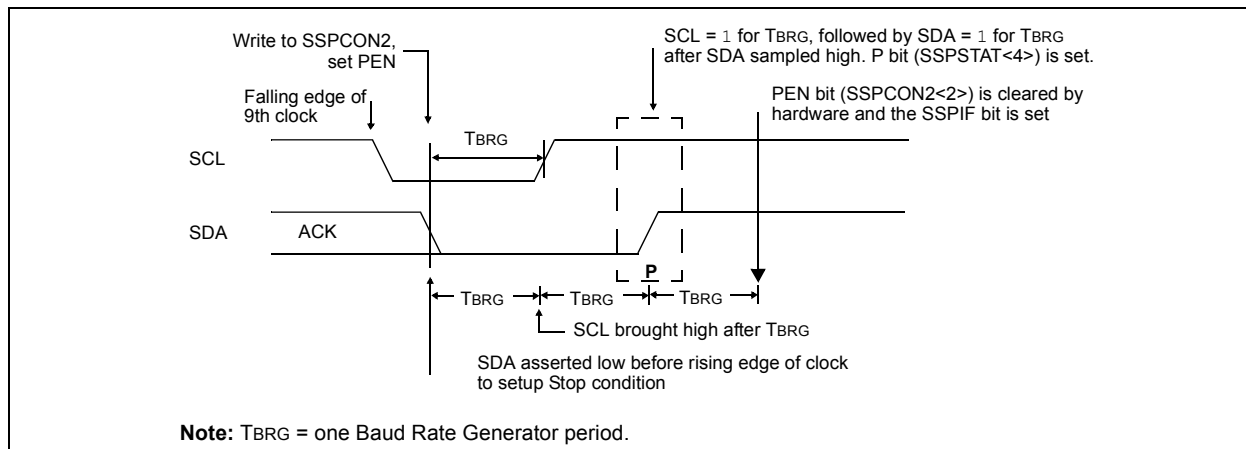 Write to SSPCON2,
set PEN
SCL = 1 for TBRG, followed by SDA = 1 for TBRG
after SDA sampled high. P bit (SSPSTAT<4>) is set.
Falling edge of
9th clock
PEN bit (SSPCON2<2>) is cleared by
hardware and the SSPIF bit is set
TBRG
SCL
SDA
ACK
P
TBRG
TBRG
TBRG
SCL brought high after TBRG
SDA asserted low before rising edge of clock
to setup Stop condition
Note: TBRG = one Baud Rate Generator period.